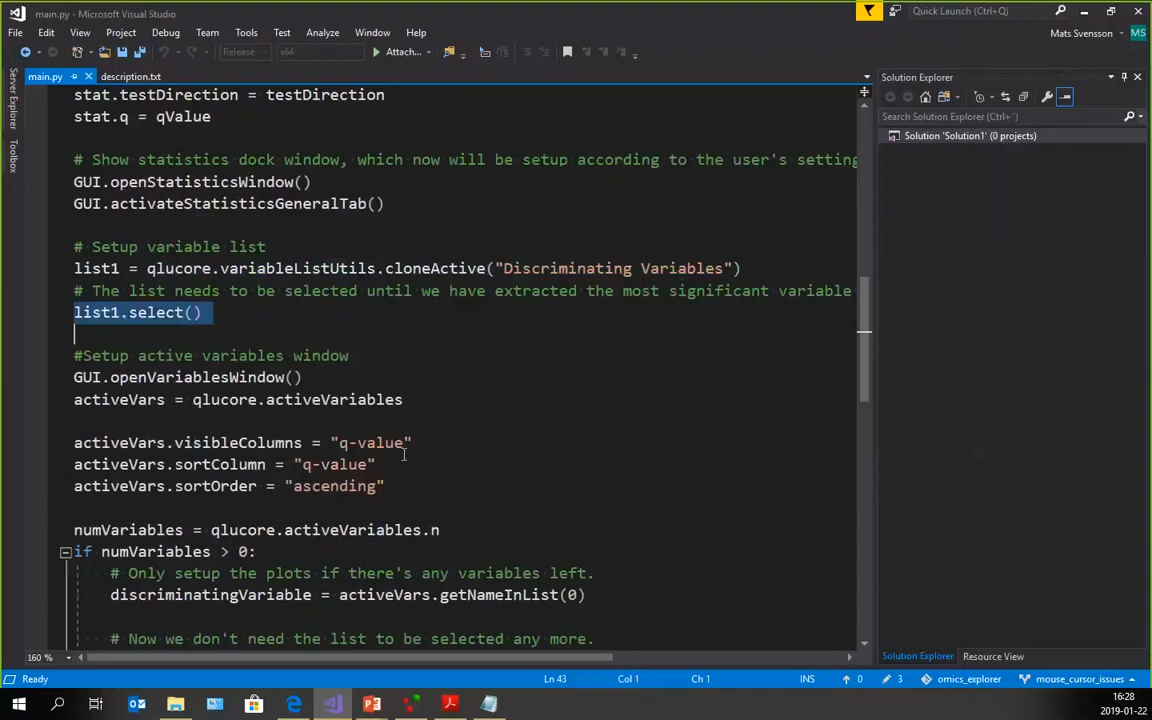 main.py - Microsoft Visual Studio
Quick Launch (Ctrl+Q)
File Edit View Project Debug Team Tools Test Analyze Window Help
Mats Svensson MS
Release x64 Attach...
main.py description.txt
Solution Explorer
Search Solution Explorer (Ctrl+¨)
Solution 'Solution1' (0 projects)
Server Explorer
Toolbox
stat.testDirection = testDirection
stat.q = qValue
# Show statistics dock window, which now will be setup according to the user's setting
GUI.openStatisticsWindow()
GUI.activateStatisticsGeneralTab()
# Setup variable list
list1 = qlucore.variableListUtils.cloneActive("Discriminating Variables")
# The list needs to be selected until we have extracted the most significant variable
list1.select()
#Setup active variables window
GUI.openVariablesWindow()
activeVars = qlucore.activeVariables
activeVars.visibleColumns = "q-value"
activeVars.sortColumn = "q-value"
activeVars.sortOrder = "ascending"
numVariables = qlucore.activeVariables.n
if numVariables > 0:
# Only setup the plots if there's any variables left.
discriminatingVariable = activeVars.getNameInList(0)
# Now we don't need the list to be selected any more.
160 %
Solution Explorer Resource View
Ready Ln 43 Col 1 Ch 1 INS 0 3 omics_explorer mouse_cursor_issues
16:28
2019-01-22